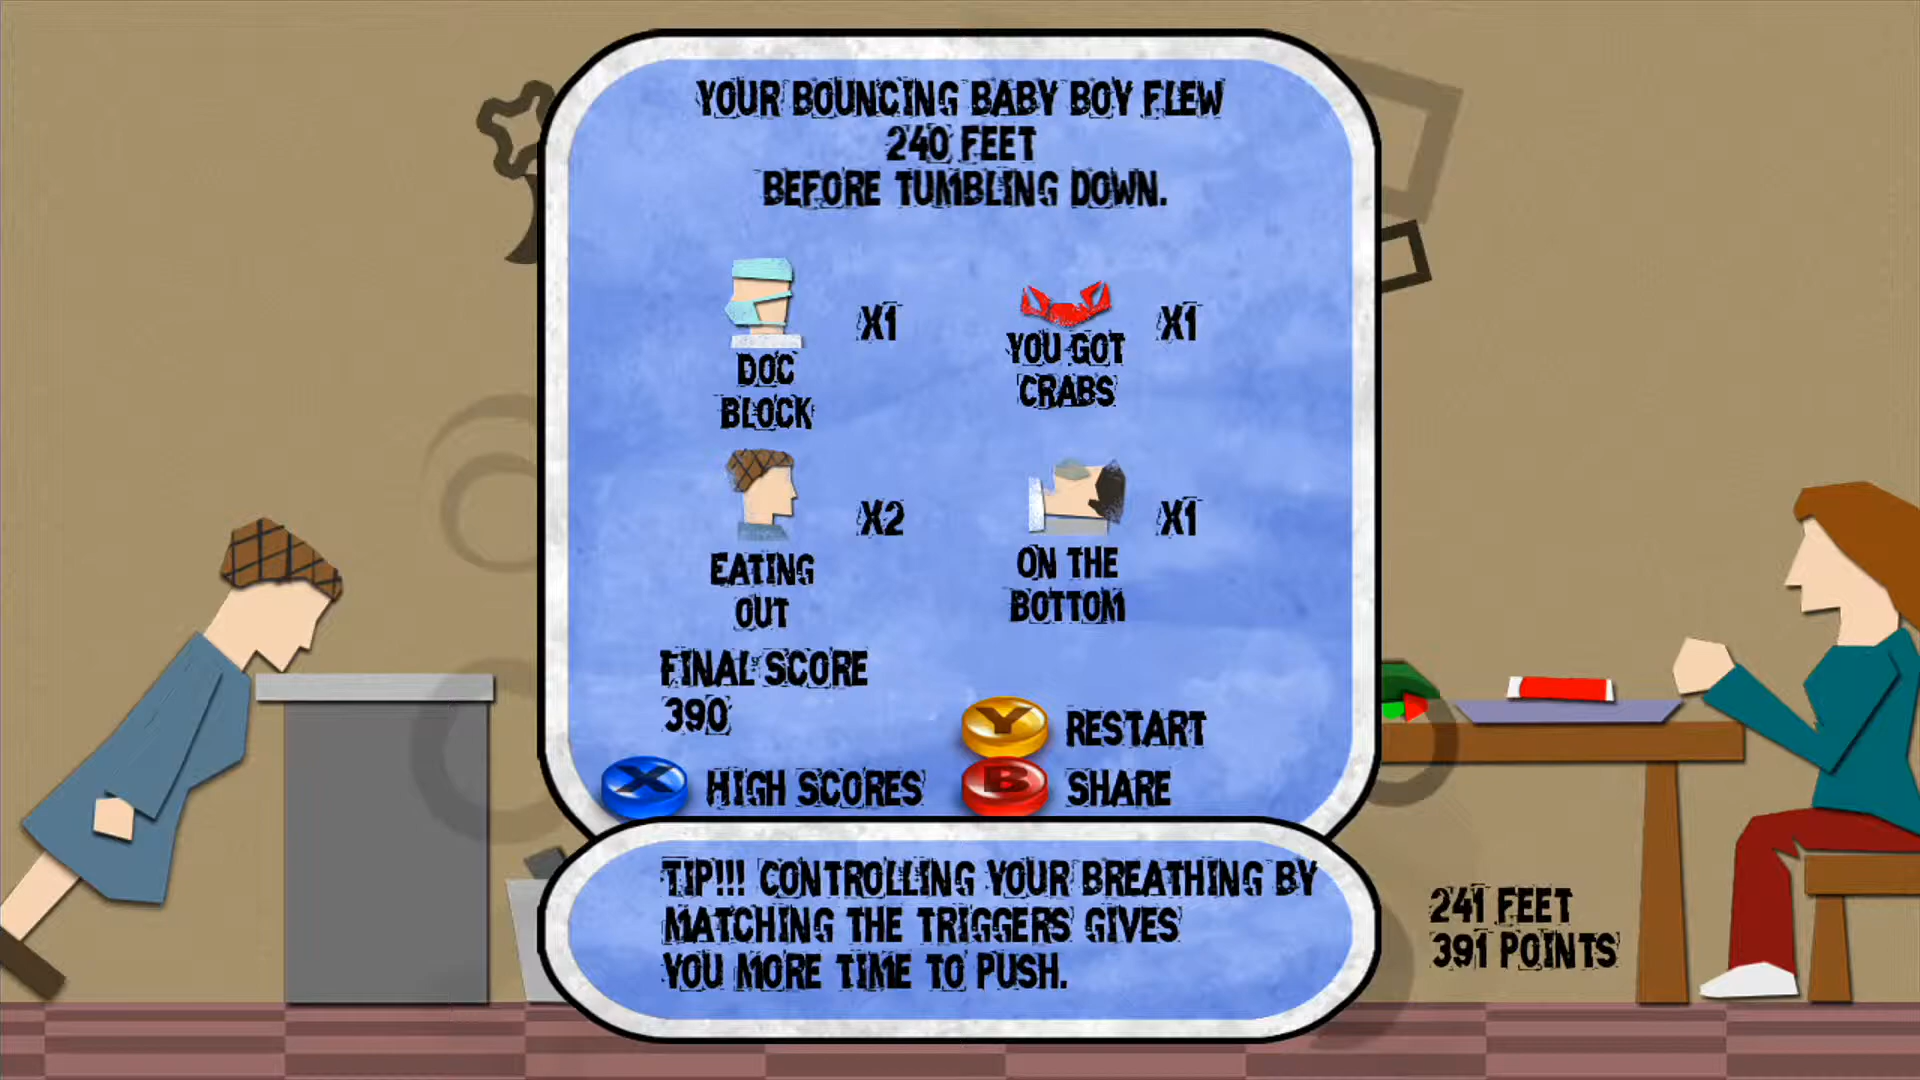 YOUR BOUNCING BABY BOY FLEW
240 FEET
BEFORE TUMBLING DOWN.
X1
X1
DOC
BLOCK
YOU GOT
CRABS
X2
X1
EATING
OUT
ON THE
BOTTOM
FINAL SCORE
390
Y RESTART
X HIGH SCORES
B SHARE
TIP!!! CONTROLLING YOUR BREATHING BY
MATCHING THE TRIGGERS GIVES
YOU MORE TIME TO PUSH.
241 FEET
391 POINTS